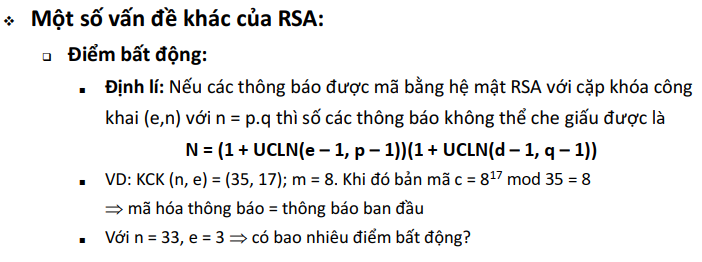 ❖ Một số vấn đề khác của RSA:
❑ Điểm bất động:
▪ Định lí: Nếu các thông báo được mã bằng hệ mật RSA với cặp khóa công
khai (e,n) với n = p.q thì số các thông báo không thể che giấu được là
N = (1 + UCLN(e – 1, p – 1))(1 + UCLN(d – 1, q – 1))
▪ VD: KCK (n, e) = (35, 17); m = 8. Khi đó bản mã c = 8¹⁷ mod 35 = 8
⇒ mã hóa thông báo = thông báo ban đầu
▪ Với n = 33, e = 3 ⇒ có bao nhiêu điểm bất động?